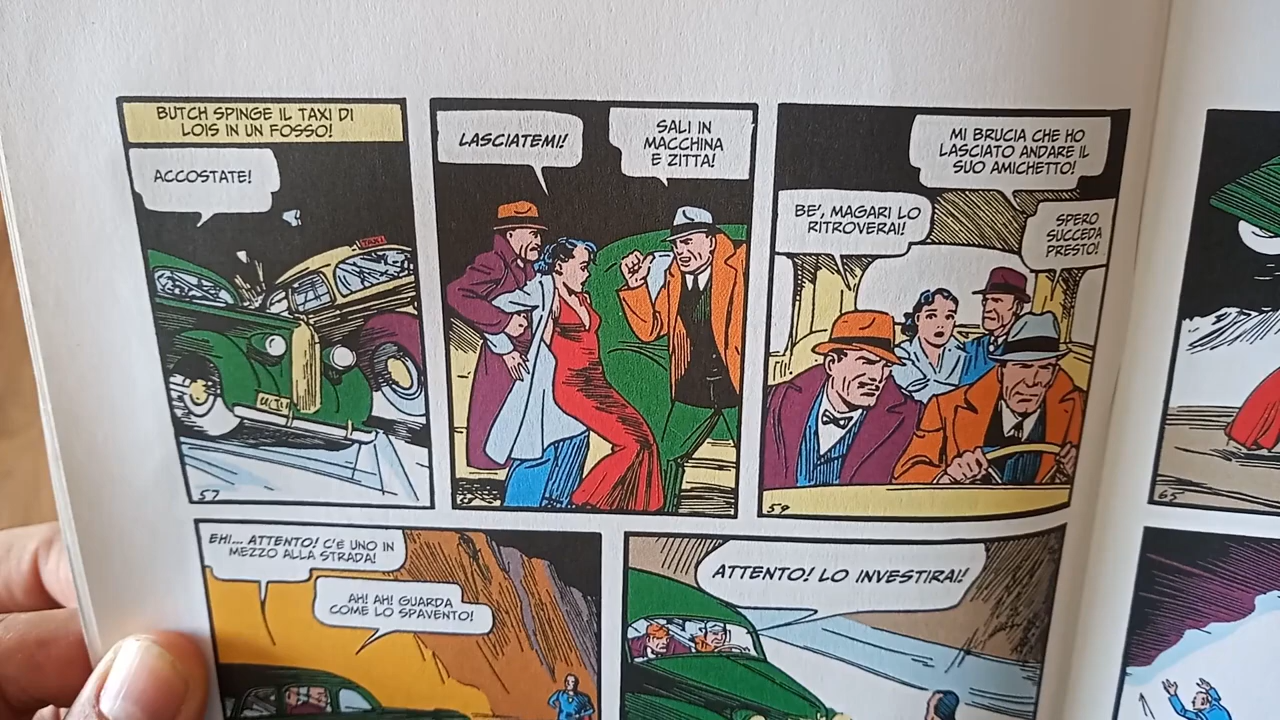 BUTCH SPINGE IL TAXI DI
LOIS IN UN FOSSO!
ACCOSTATE!
TAXI
57
LASCIATEMI!
SALI IN
MACCHINA
E ZITTA!
MI BRUCIA CHE HO
LASCIATO ANDARE IL
SUO AMICHETTO!
BE', MAGARI LO
RITROVERAI!
SPERO
SUCCEDA
PRESTO!
59
65
EHI... ATTENTO! C'È UNO IN
MEZZO ALLA STRADA!
AH! AH! GUARDA
COME LO SPAVENTO!
ATTENTO! LO INVESTIRAI!